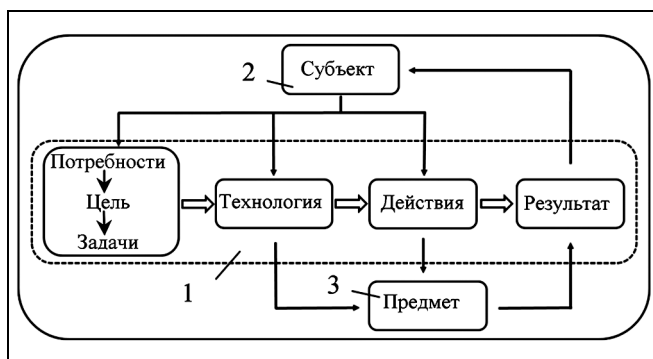 2
Субъект
Потребности
Цель
Задачи
Технология
Действия
Результат
1
3
Предмет